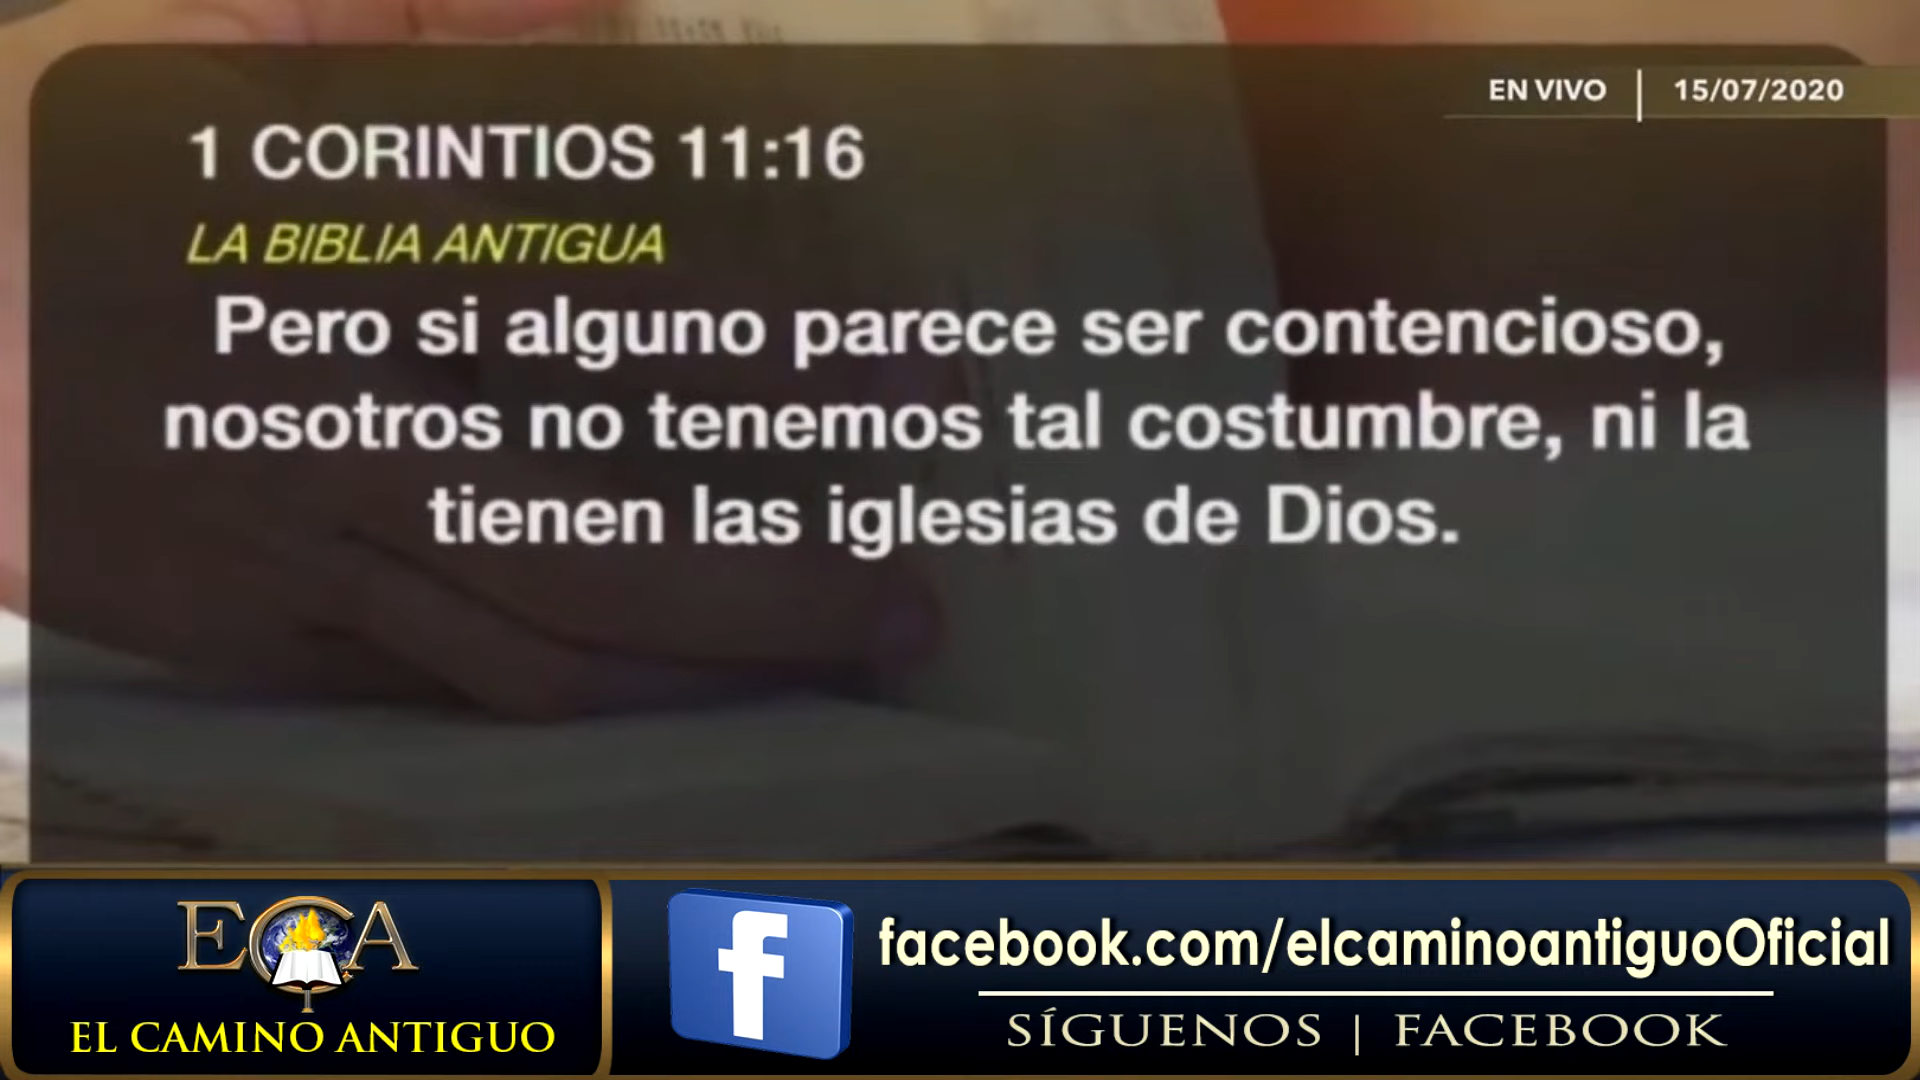 EN VIVO | 15/07/2020
1 CORINTIOS 11:16
LA BIBLIA ANTIGUA
Pero si alguno parece ser contencioso,
nosotros no tenemos tal costumbre, ni la
tienen las iglesias de Dios.
ECA
EL CAMINO ANTIGUO
f
facebook.com/elcaminoantiguoOficial
SÍGUENOS | FACEBOOK